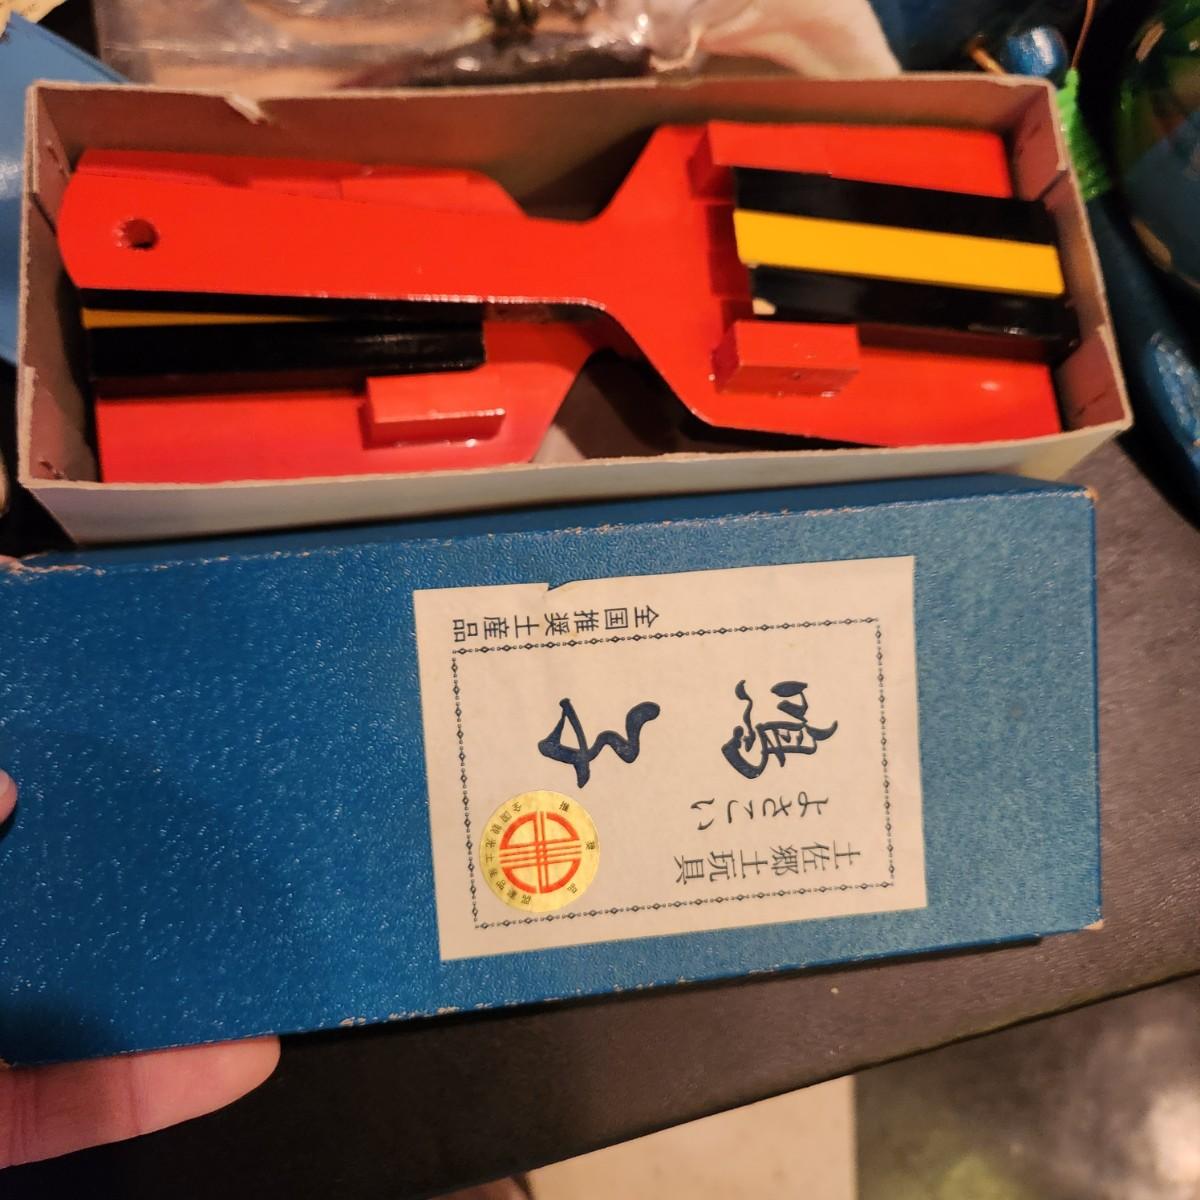 全国推奨土産品
鳴子
よさこい
土佐郷土玩具